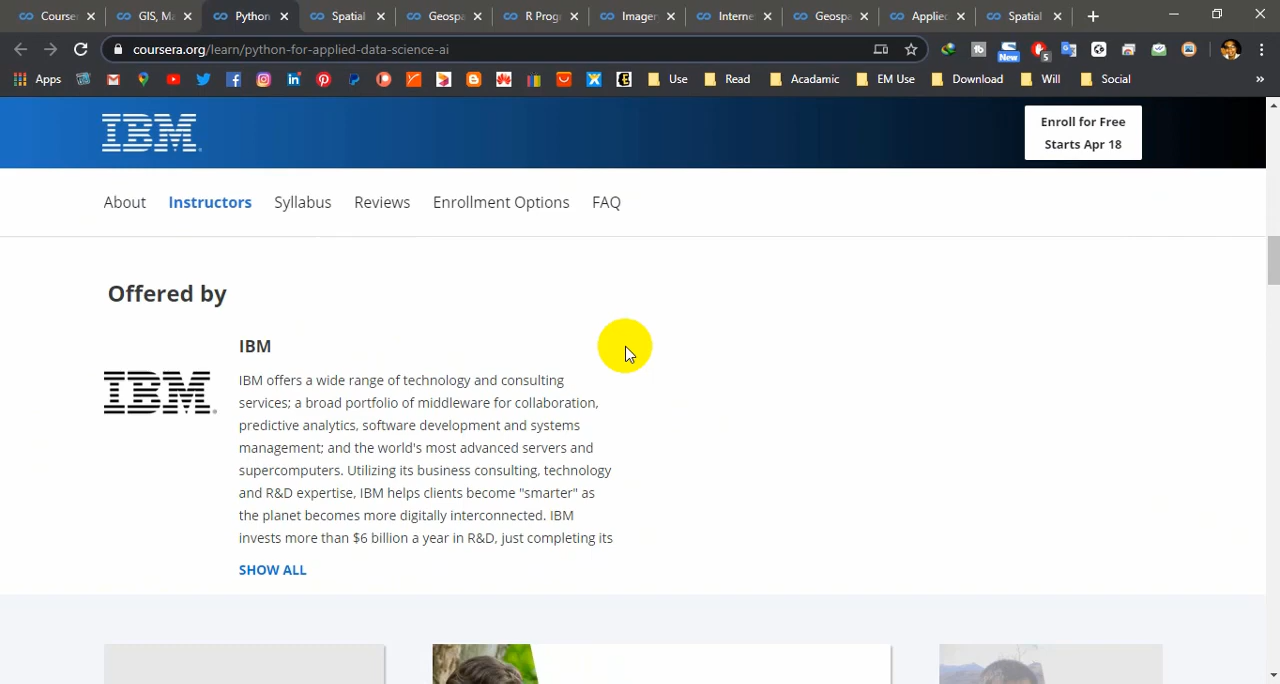 Course
GIS, Ma
Python
Spatial
Geospa
R Prog
Imager
Interne
Geospa
Applied
Spatial
coursera.org/learn/python-for-applied-data-science-ai
New
5
Apps
Use
Read
Acadamic
EM Use
Download
Will
Social
»
IBM
Enroll for Free
Starts Apr 18
About
Instructors
Syllabus
Reviews
Enrollment Options
FAQ
Offered by
IBM
IBM
IBM offers a wide range of technology and consulting
services; a broad portfolio of middleware for collaboration,
predictive analytics, software development and systems
management; and the world's most advanced servers and
supercomputers. Utilizing its business consulting, technology
and R&D expertise, IBM helps clients become "smarter" as
the planet becomes more digitally interconnected. IBM
invests more than $6 billion a year in R&D, just completing its
SHOW ALL